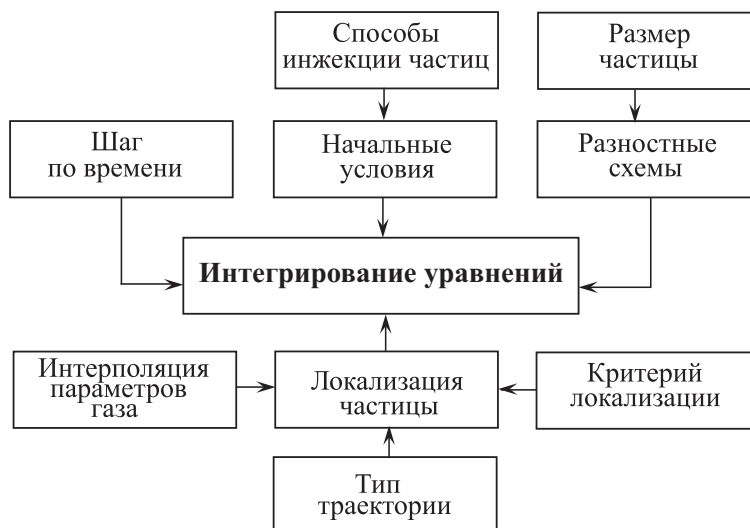 Способы
инжекции частиц
Размер
частицы
Шаг
по времени
Начальные
условия
Разностные
схемы
Интегрирование уравнений
Интерполяция
параметров
газа
Локализация
частицы
Критерий
локализации
Тип
траектории